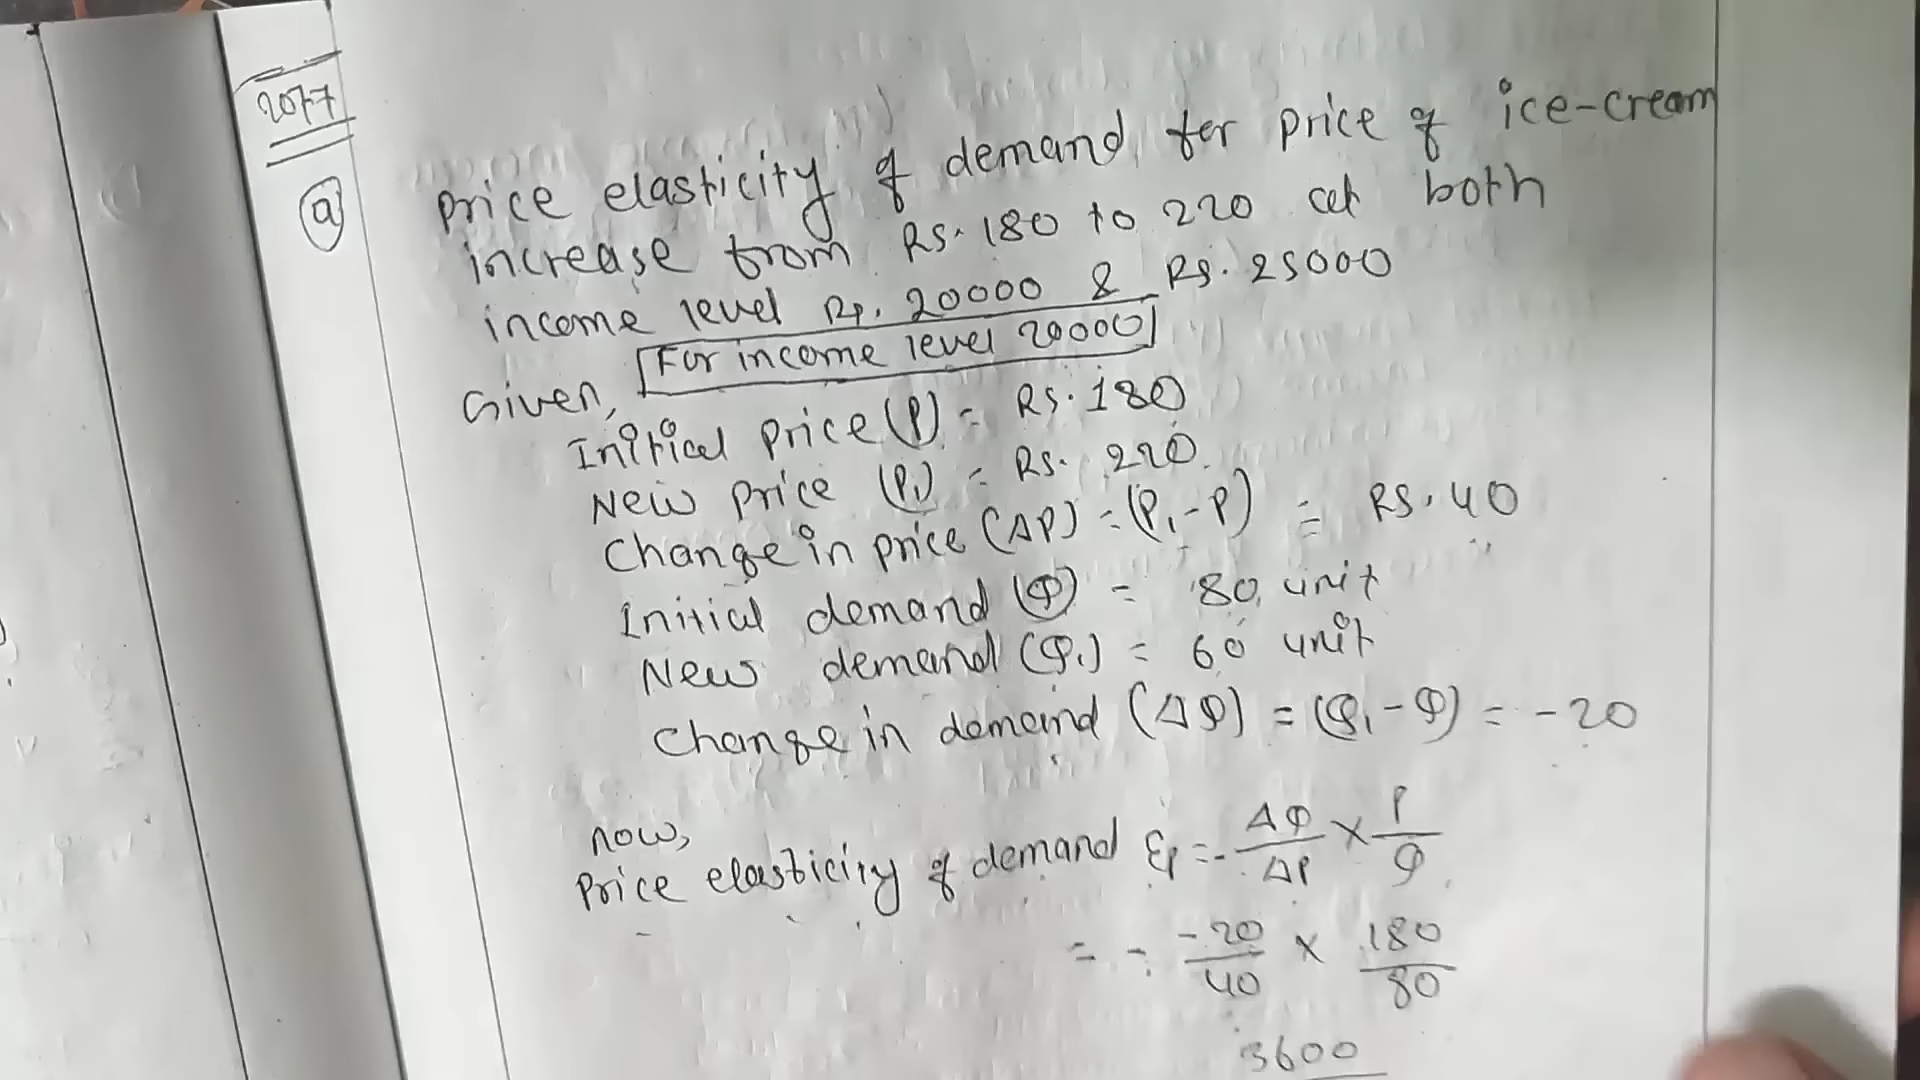 2077
(a)
price elasticity of demand for price of ice-cream
increase from Rs. 180 to 220 at both
income level Rs. 20000 & Rs. 25000
Given, For income level 20000
Initial price (P) = Rs. 180
New price (P₁) = Rs. 220
Change in price (ΔP) = (P₁-P) = Rs. 40
Initial demand (Q) = 80 unit
New demand (Q₁) = 60 unit
Change in demand (ΔQ) = (Q₁-Q) = -20
now,
Price elasticity of demand Ep = - ΔQ/ΔP × P/Q
= - -20/40 × 180/80
3600